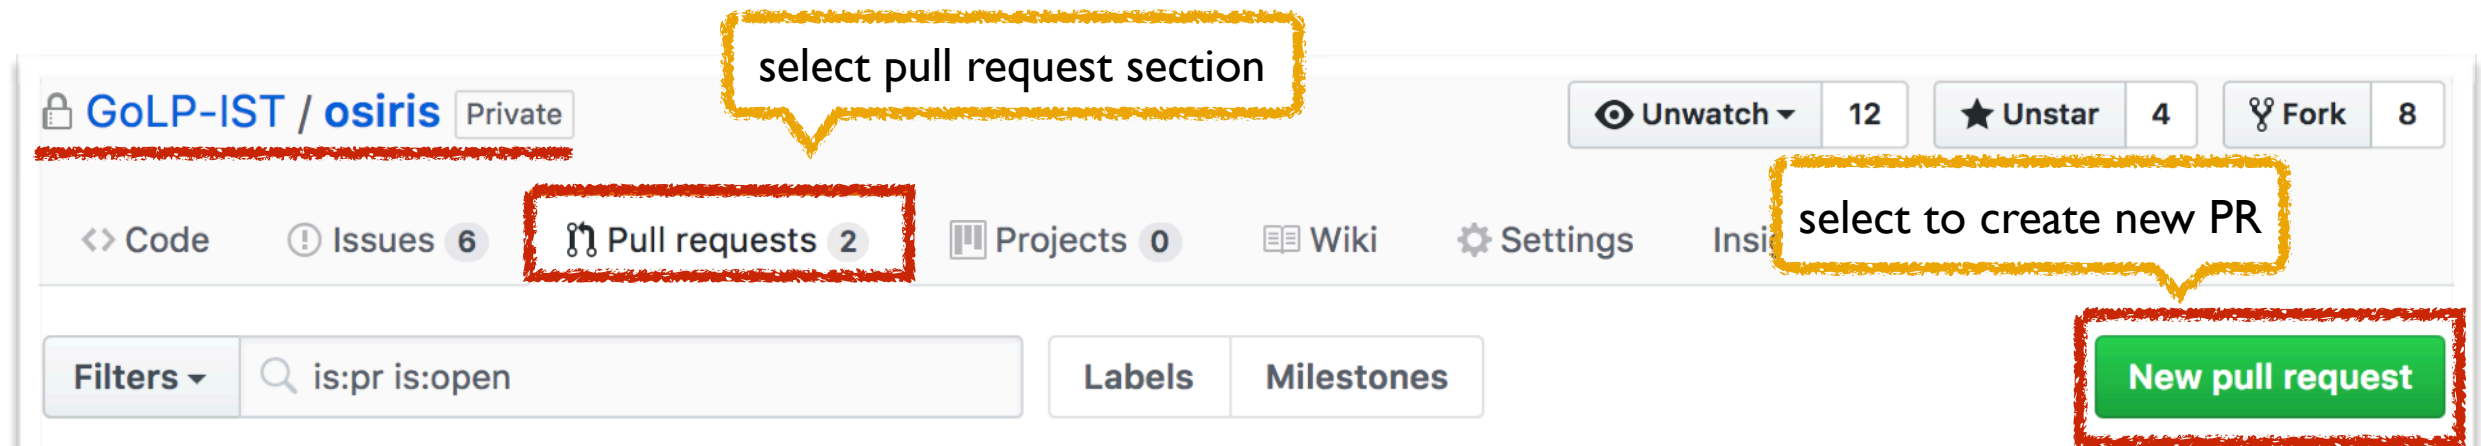 select pull request section
GoLP-IST / osiris Private
Unwatch 12 Unstar 4 Fork 8
select to create new PR
Code Issues 6 Pull requests 2 Projects 0 Wiki Settings
Filters is:pr is:open Labels Milestones New pull request